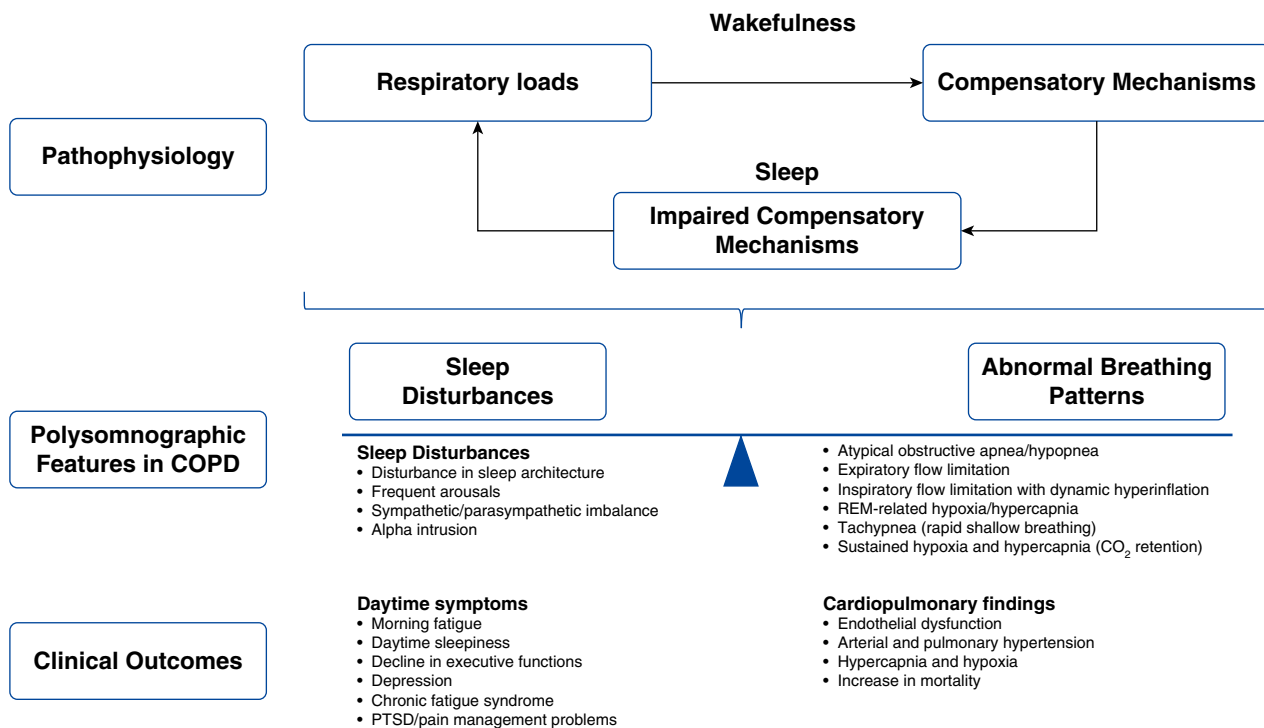 Wakefulness
Respiratory loads
Compensatory Mechanisms
Pathophysiology
Sleep
Impaired Compensatory
Mechanisms
Sleep
Disturbances
Abnormal Breathing
Patterns
Polysomnographic
Features in COPD
Sleep Disturbances
• Disturbance in sleep architecture
• Frequent arousals
• Sympathetic/parasympathetic imbalance
• Alpha intrusion
• Atypical obstructive apnea/hypopnea
• Expiratory flow limitation
• Inspiratory flow limitation with dynamic hyperinflation
• REM-related hypoxia/hypercapnia
• Tachypnea (rapid shallow breathing)
• Sustained hypoxia and hypercapnia (CO₂ retention)
Clinical Outcomes
Daytime symptoms
• Morning fatigue
• Daytime sleepiness
• Decline in executive functions
• Depression
• Chronic fatigue syndrome
• PTSD/pain management problems
Cardiopulmonary findings
• Endothelial dysfunction
• Arterial and pulmonary hypertension
• Hypercapnia and hypoxia
• Increase in mortality